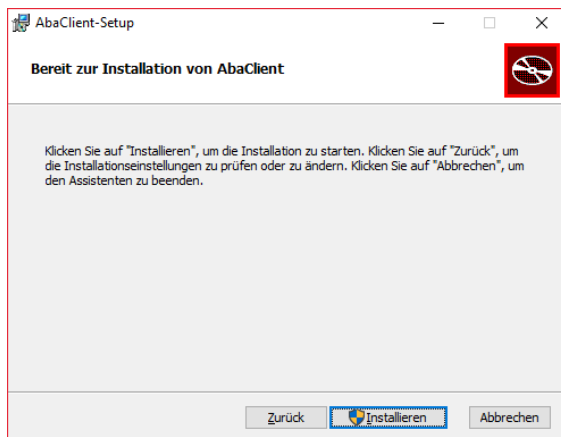 AbaClient-Setup
Bereit zur Installation von AbaClient
Klicken Sie auf "Installieren", um die Installation zu starten. Klicken Sie auf "Zurück", um
die Installationseinstellungen zu prüfen oder zu ändern. Klicken Sie auf "Abbrechen", um
den Assistenten zu beenden.
Zurück Installieren Abbrechen